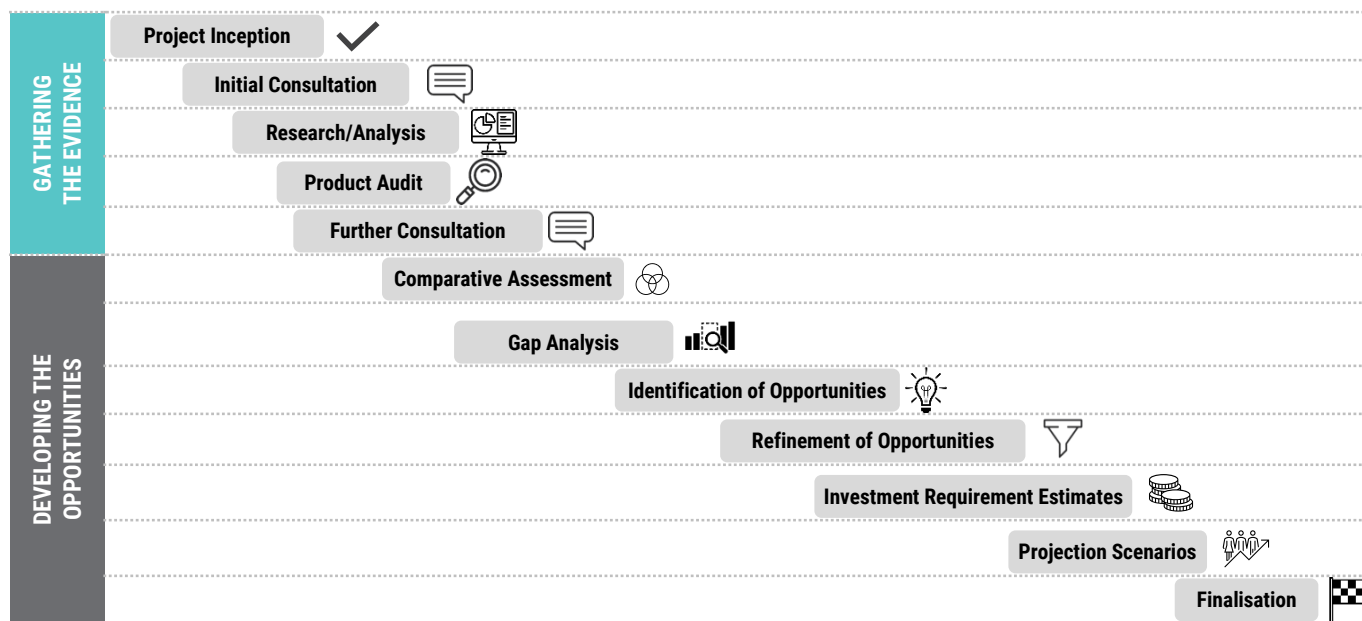 GATHERING
THE EVIDENCE
Project Inception
Initial Consultation
Research/Analysis
Product Audit
Further Consultation
DEVELOPING THE
OPPORTUNITIES
Comparative Assessment
Gap Analysis
Identification of Opportunities
Refinement of Opportunities
Investment Requirement Estimates
Projection Scenarios
Finalisation